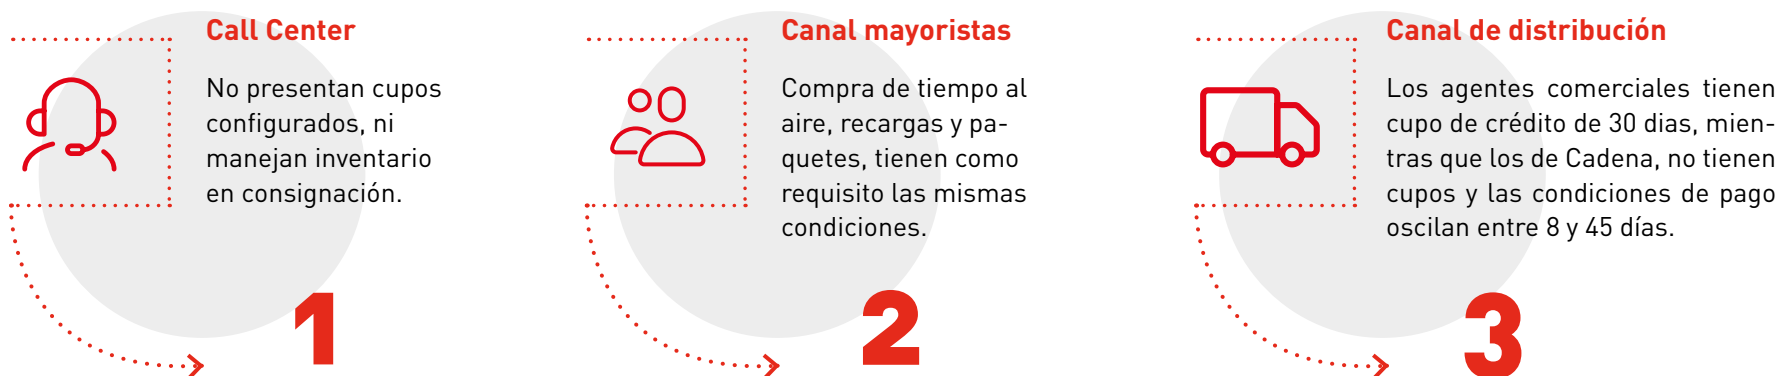 Call Center
No presentan cupos
configurados, ni
manejan inventario
en consignación.
1
Canal mayoristas
Compra de tiempo al
aire, recargas y pa-
quetes, tienen como
requisito las mismas
condiciones.
2
Canal de distribución
Los agentes comerciales tienen
cupo de crédito de 30 dias, mien-
tras que los de Cadena, no tienen
cupos y las condiciones de pago
oscilan entre 8 y 45 días.
3